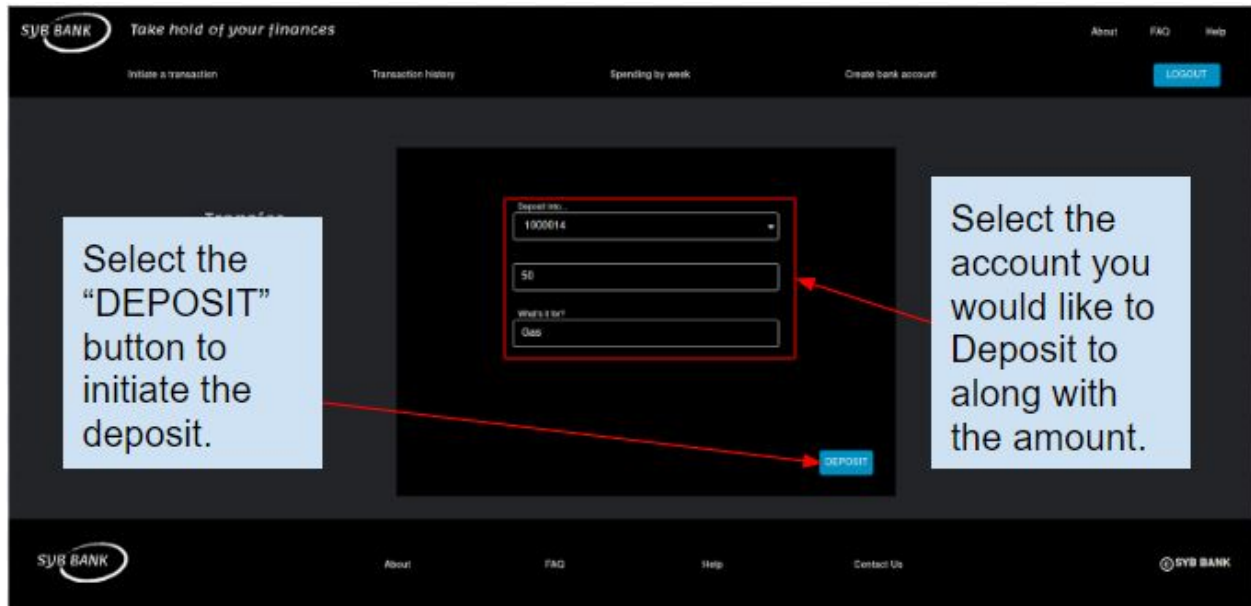 SYB BANK
Take hold of your finances
About FAQ Help
Initiate a transaction Transaction history Spending by week Create bank account LOGOUT
Select the
“DEPOSIT”
button to
initiate the
deposit.
Deposit into...
1000014
50
What's it for?
Gas
DEPOSIT
Select the
account you
would like to
Deposit to
along with
the amount.
SYB BANK
About FAQ Help Contact Us
© SYB BANK